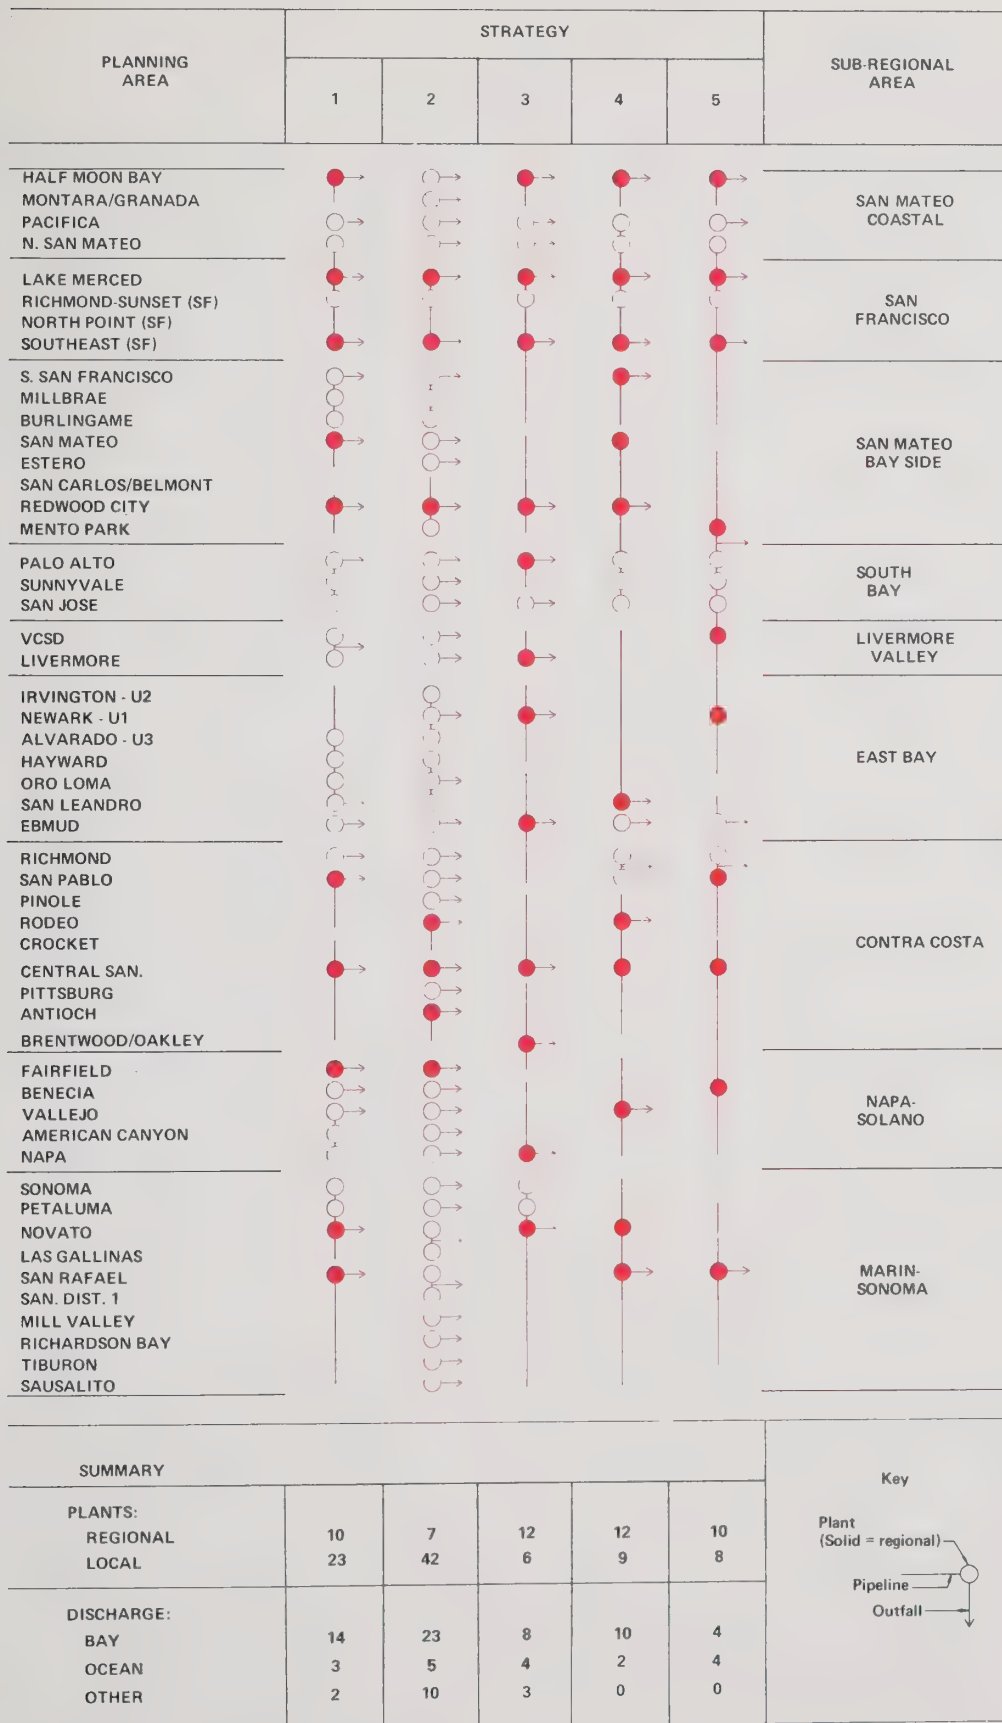 PLANNING
AREA
STRATEGY
1 2 3 4 5
SUB-REGIONAL
AREA
HALF MOON BAY
MONTARA/GRANADA
PACIFICA
N. SAN MATEO
SAN MATEO
COASTAL
LAKE MERCED
RICHMOND-SUNSET (SF)
NORTH POINT (SF)
SOUTHEAST (SF)
SAN
FRANCISCO
S. SAN FRANCISCO
MILLBRAE
BURLINGAME
SAN MATEO
ESTERO
SAN CARLOS/BELMONT
REDWOOD CITY
MENTO PARK
SAN MATEO
BAY SIDE
PALO ALTO
SUNNYVALE
SAN JOSE
SOUTH
BAY
VCSD
LIVERMORE
LIVERMORE
VALLEY
IRVINGTON - U2
NEWARK - U1
ALVARADO - U3
HAYWARD
ORO LOMA
SAN LEANDRO
EBMUD
EAST BAY
RICHMOND
SAN PABLO
PINOLE
RODEO
CROCKET
CENTRAL SAN.
PITTSBURG
ANTIOCH
BRENTWOOD/OAKLEY
CONTRA COSTA
FAIRFIELD
BENECIA
VALLEJO
AMERICAN CANYON
NAPA
NAPA-
SOLANO
SONOMA
PETALUMA
NOVATO
LAS GALLINAS
SAN RAFAEL
SAN. DIST. 1
MILL VALLEY
RICHARDSON BAY
TIBURON
SAUSALITO
MARIN-
SONOMA
SUMMARY
PLANTS:
REGIONAL 10 7 12 12 10
LOCAL 23 42 6 9 8
DISCHARGE:
BAY 14 23 8 10 4
OCEAN 3 5 4 2 4
OTHER 2 10 3 0 0
Key
Plant
(Solid = regional)
Pipeline
Outfall